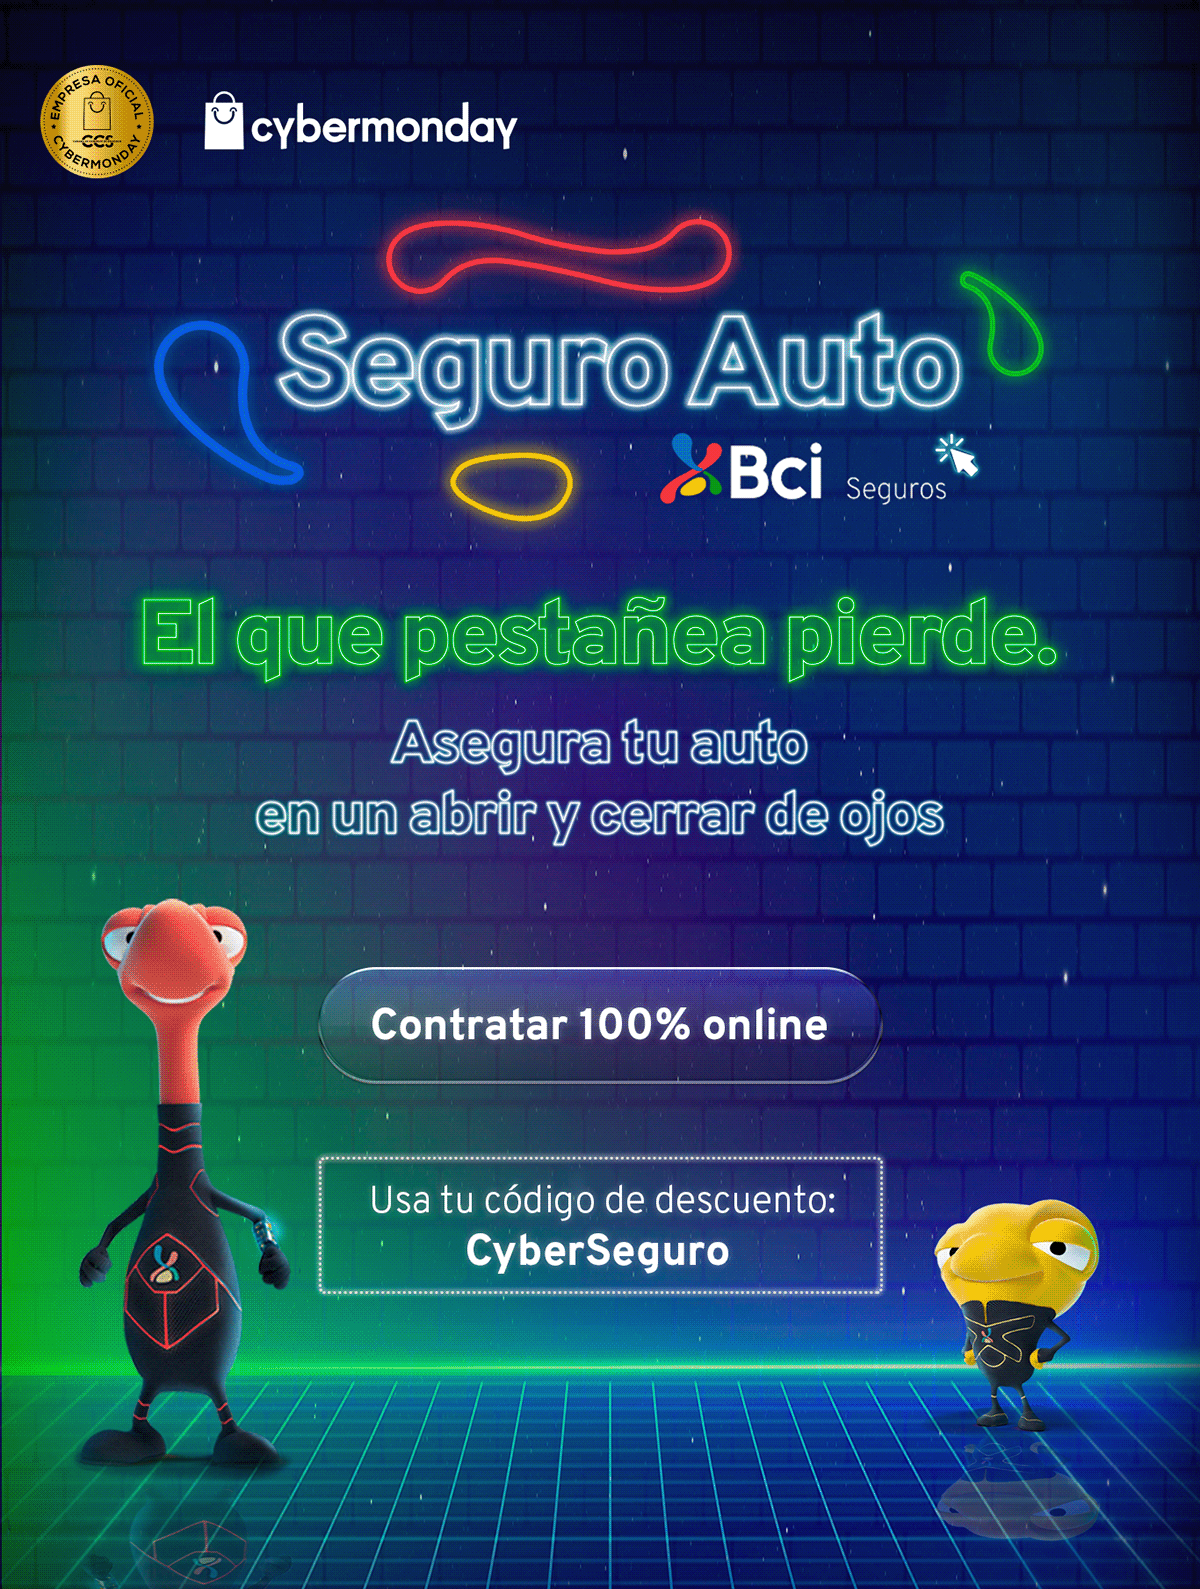 EMPRESA OFICIAL
CCS
CYBERMONDAY
cybermonday
Seguro Auto
Bci Seguros
El que pestañea pierde.
Asegura tu auto
en un abrir y cerrar de ojos
Contratar 100% online
Usa tu código de descuento:
CyberSeguro